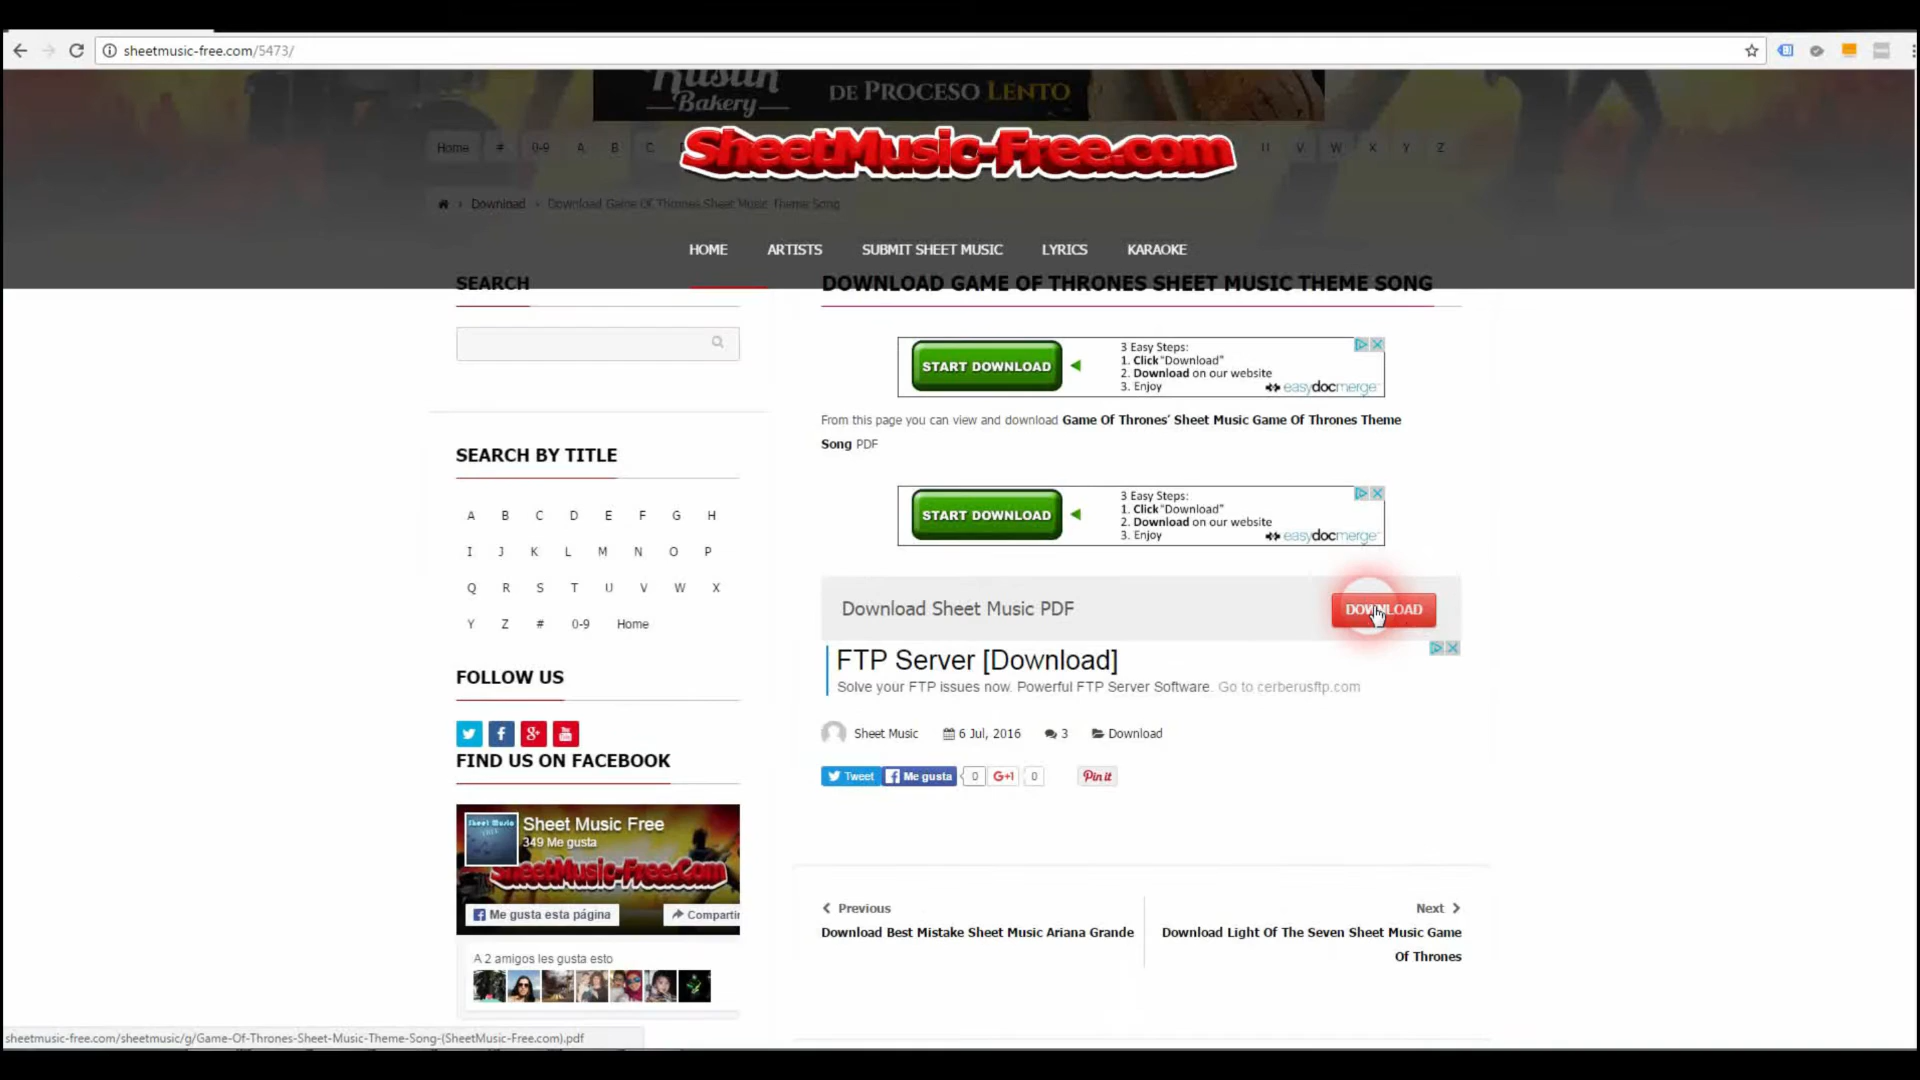 sheetmusic-free.com/5473/
Rustik
Bakery
DE PROCESO LENTO
SheetMusic-Free.com
Home # 0-9 A B C U V W X Y Z
Download > Download Game Of Thrones Sheet Music Theme Song
HOME ARTISTS SUBMIT SHEET MUSIC LYRICS KARAOKE
SEARCH
SEARCH BY TITLE
A B C D E F G H
I J K L M N O P
Q R S T U V W X
Y Z # 0-9 Home
FOLLOW US
FIND US ON FACEBOOK
Sheet Music Free
349 Me gusta
SheetMusic-Free.Com
Me gusta esta página
Compartir
A 2 amigos les gusta esto
DOWNLOAD GAME OF THRONES SHEET MUSIC THEME SONG
START DOWNLOAD
3 Easy Steps:
1. Click "Download"
2. Download on our website
3. Enjoy
easydocmerge
From this page you can view and download Game Of Thrones' Sheet Music Game Of Thrones Theme
Song PDF
START DOWNLOAD
3 Easy Steps:
1. Click "Download"
2. Download on our website
3. Enjoy
easydocmerge
Download Sheet Music PDF
DOWNLOAD
FTP Server [Download]
Solve your FTP issues now. Powerful FTP Server Software. Go to cerberusftp.com
Sheet Music 6 Jul, 2016 3 Download
Tweet Me gusta 0 G+1 0 Pin it
Previous
Download Best Mistake Sheet Music Ariana Grande
Next
Download Light Of The Seven Sheet Music Game
Of Thrones
sheetmusic-free.com/sheetmusic/g/Game-Of-Thrones-Sheet-Music-Theme-Song-(SheetMusic-Free.com).pdf